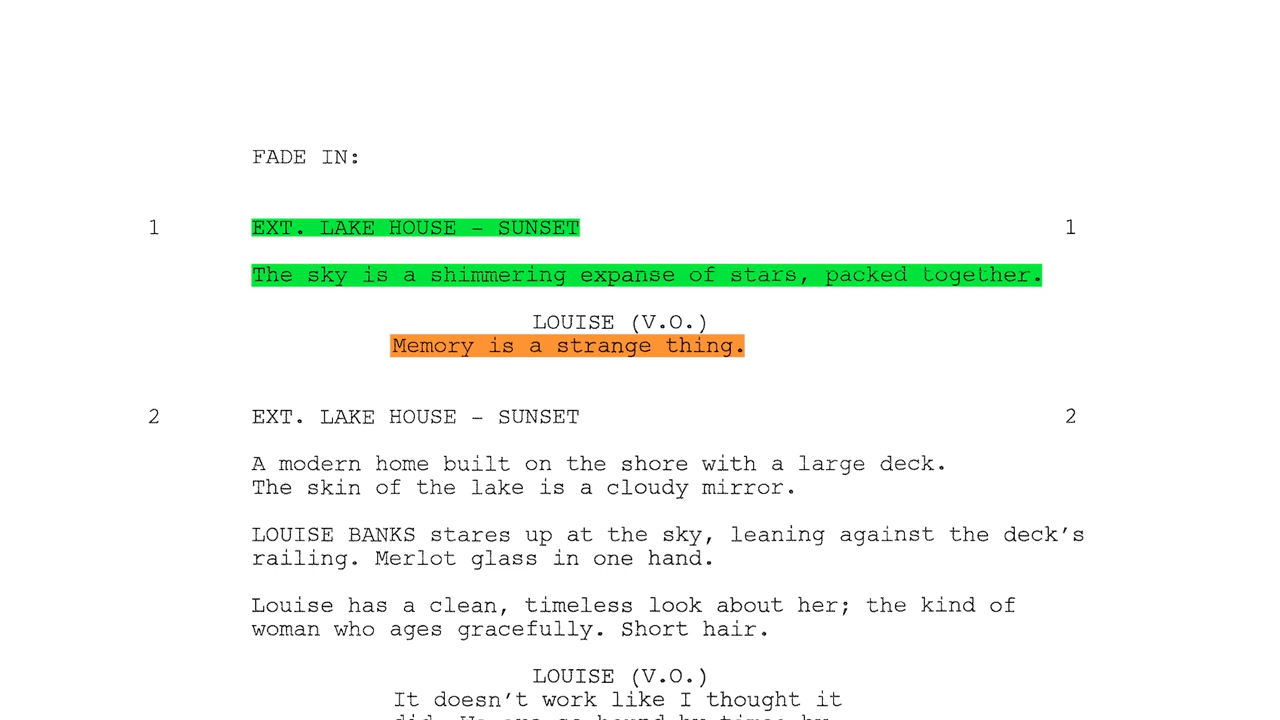 FADE IN:
1 EXT. LAKE HOUSE – SUNSET 1
The sky is a shimmering expanse of stars, packed together.
LOUISE (V.O.)
Memory is a strange thing.
2 EXT. LAKE HOUSE – SUNSET 2
A modern home built on the shore with a large deck.
The skin of the lake is a cloudy mirror.
LOUISE BANKS stares up at the sky, leaning against the deck’s
railing. Merlot glass in one hand.
Louise has a clean, timeless look about her; the kind of
woman who ages gracefully. Short hair.
LOUISE (V.O.)
It doesn’t work like I thought it